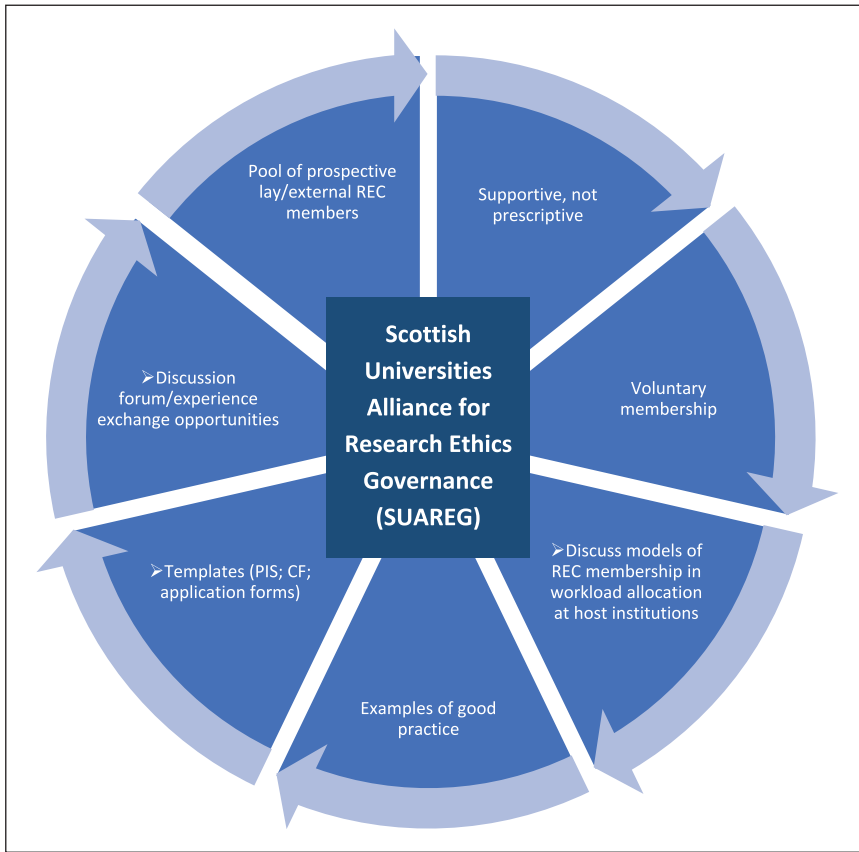 Scottish
Universities
Alliance for
Research Ethics
Governance
(SUAREG)
Supportive, not
prescriptive
Voluntary
membership
➢Discuss models of
REC membership in
workload allocation
at host institutions
Examples of good
practice
➢Templates (PIS; CF;
application forms)
➢Discussion
forum/experience
exchange opportunities
Pool of prospective
lay/external REC
members